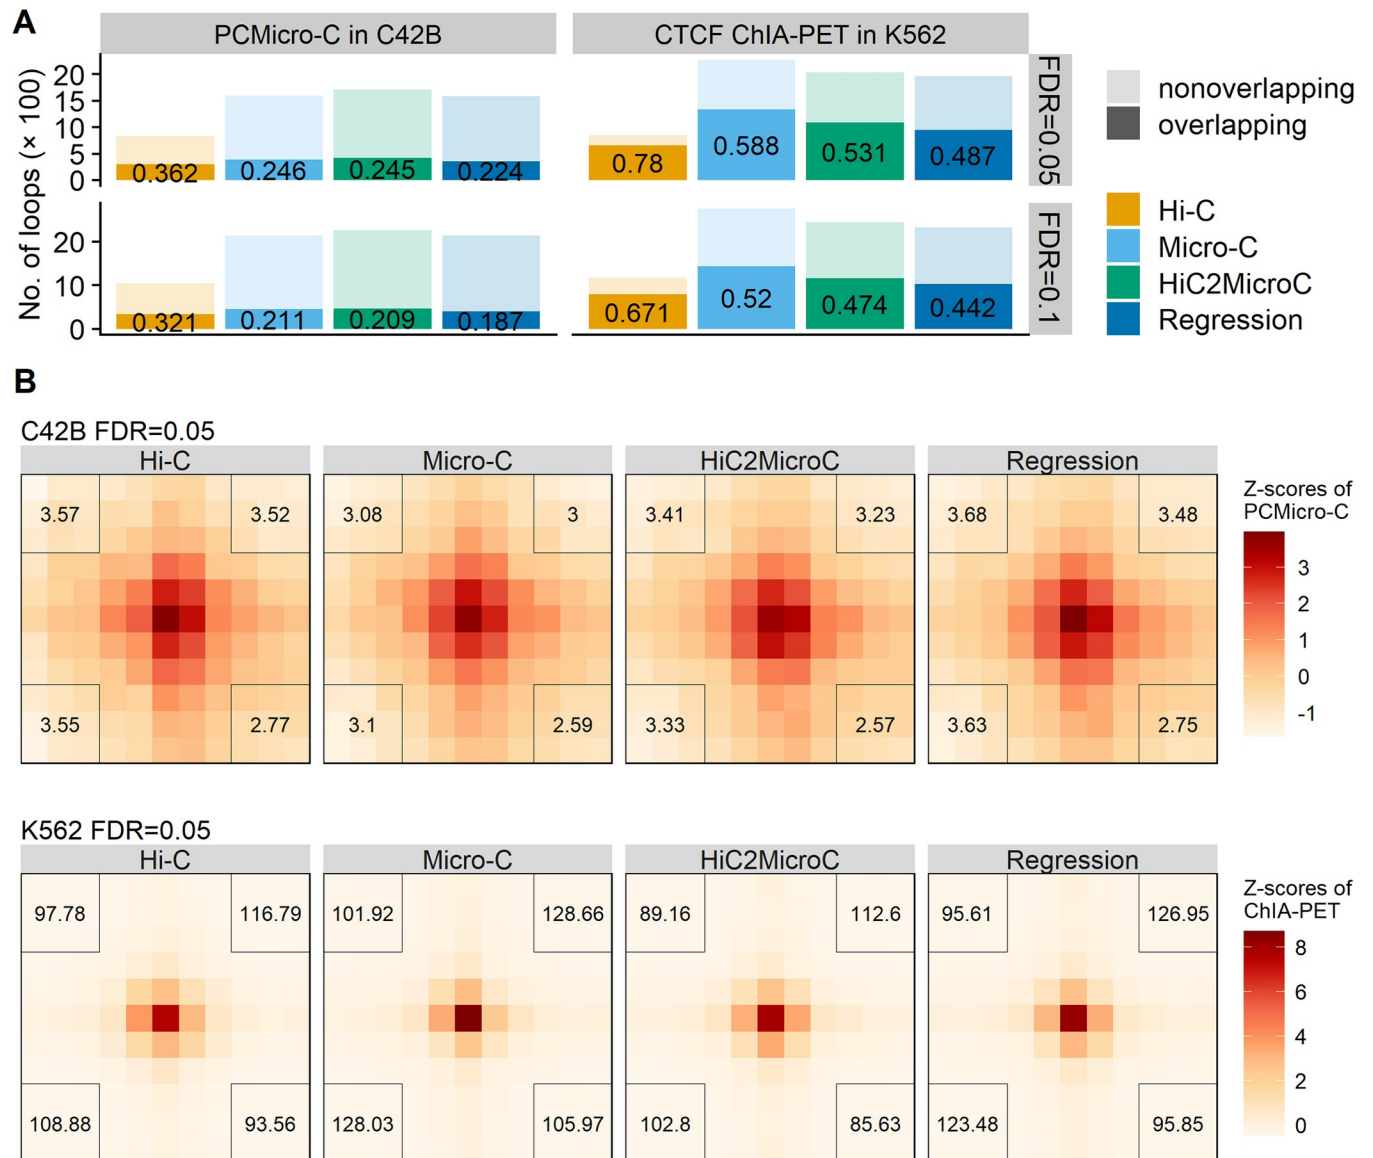 A
PCMicro-C in C42B
CTCF ChIA-PET in K562
No. of loops (× 100)
20
15
10
5
0
0.362
0.246
0.245
0.224
0.78
0.588
0.531
0.487
FDR=0.05
20
10
0
0.321
0.211
0.209
0.187
0.671
0.52
0.474
0.442
FDR=0.1
nonoverlapping
overlapping
Hi-C
Micro-C
HiC2MicroC
Regression
B
C42B FDR=0.05
Hi-C
Micro-C
HiC2MicroC
Regression
3.57
3.52
3.08
3
3.41
3.23
3.68
3.48
3.55
2.77
3.1
2.59
3.33
2.57
3.63
2.75
Z-scores of
PCMicro-C
3
2
1
0
-1
K562 FDR=0.05
Hi-C
Micro-C
HiC2MicroC
Regression
97.78
116.79
101.92
128.66
89.16
112.6
95.61
126.95
108.88
93.56
128.03
105.97
102.8
85.63
123.48
95.85
Z-scores of
ChIA-PET
8
6
4
2
0